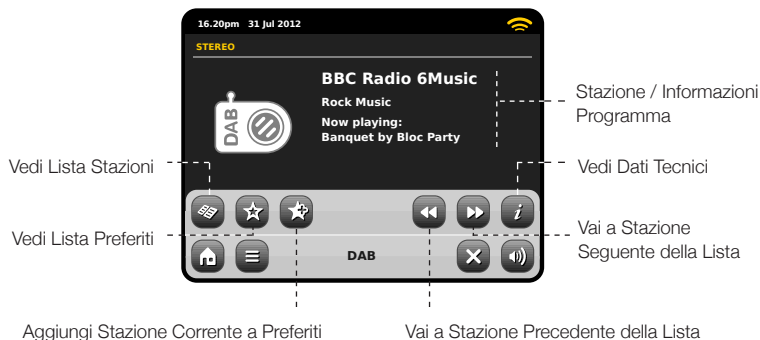 16.20pm 31 Jul 2012
STEREO
BBC Radio 6Music
Rock Music
Now playing:
Banquet by Bloc Party
DAB
Stazione / Informazioni
Programma
Vedi Lista Stazioni
Vedi Dati Tecnici
i
Vedi Lista Preferiti
Vai a Stazione
Seguente della Lista
DAB
Aggiungi Stazione Corrente a Preferiti
Vai a Stazione Precedente della Lista